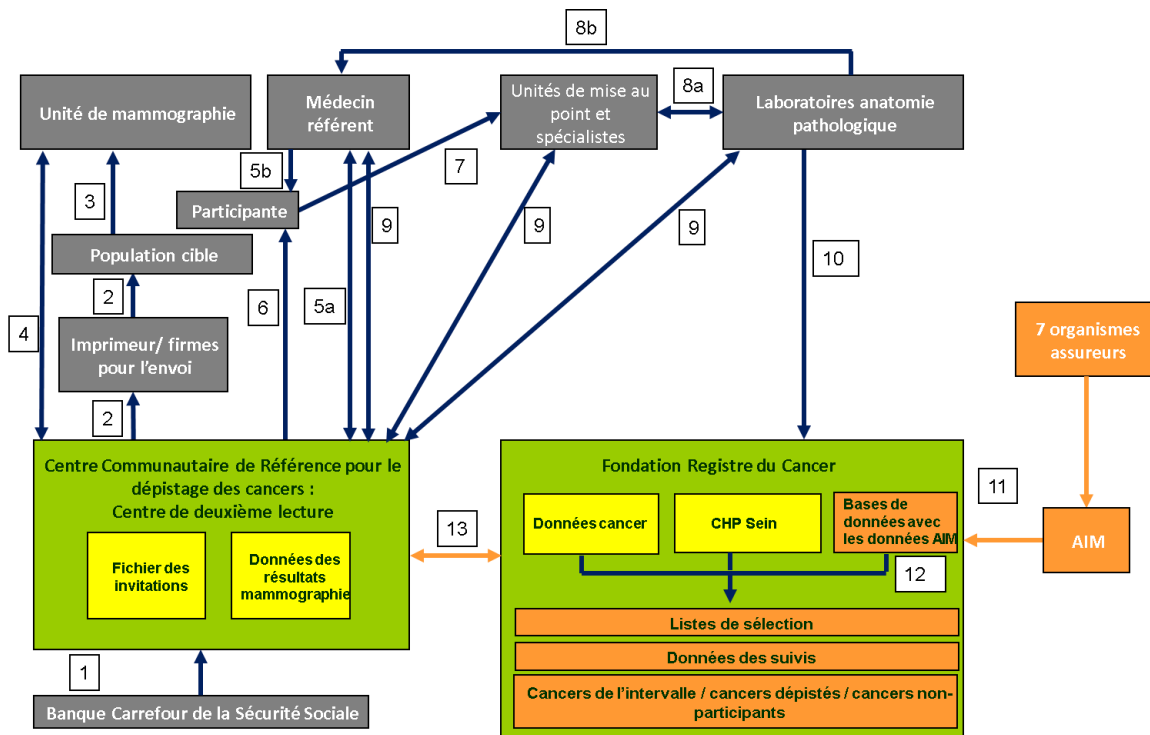 8b
Unité de mammographie
Médecin
référent
Unités de mise au
point et
spécialistes
8a
Laboratoires anatomie
pathologique
5b
7
3
Participante
9
9
9
Population cible
10
2
6
5a
4
Imprimeur/ firmes
pour l'envoi
7 organismes
assureurs
2
Centre Communautaire de Référence pour le
dépistage des cancers :
Centre de deuxième lecture
Fichier des
invitations
Données des
résultats
mammographie
13
Fondation Registre du Cancer
Données cancer
CHP Sein
Bases de
données avec
les données AIM
11
AIM
12
Listes de sélection
Données des suivis
Cancers de l'intervalle / cancers dépistés / cancers non-
participants
1
Banque Carrefour de la Sécurité Sociale